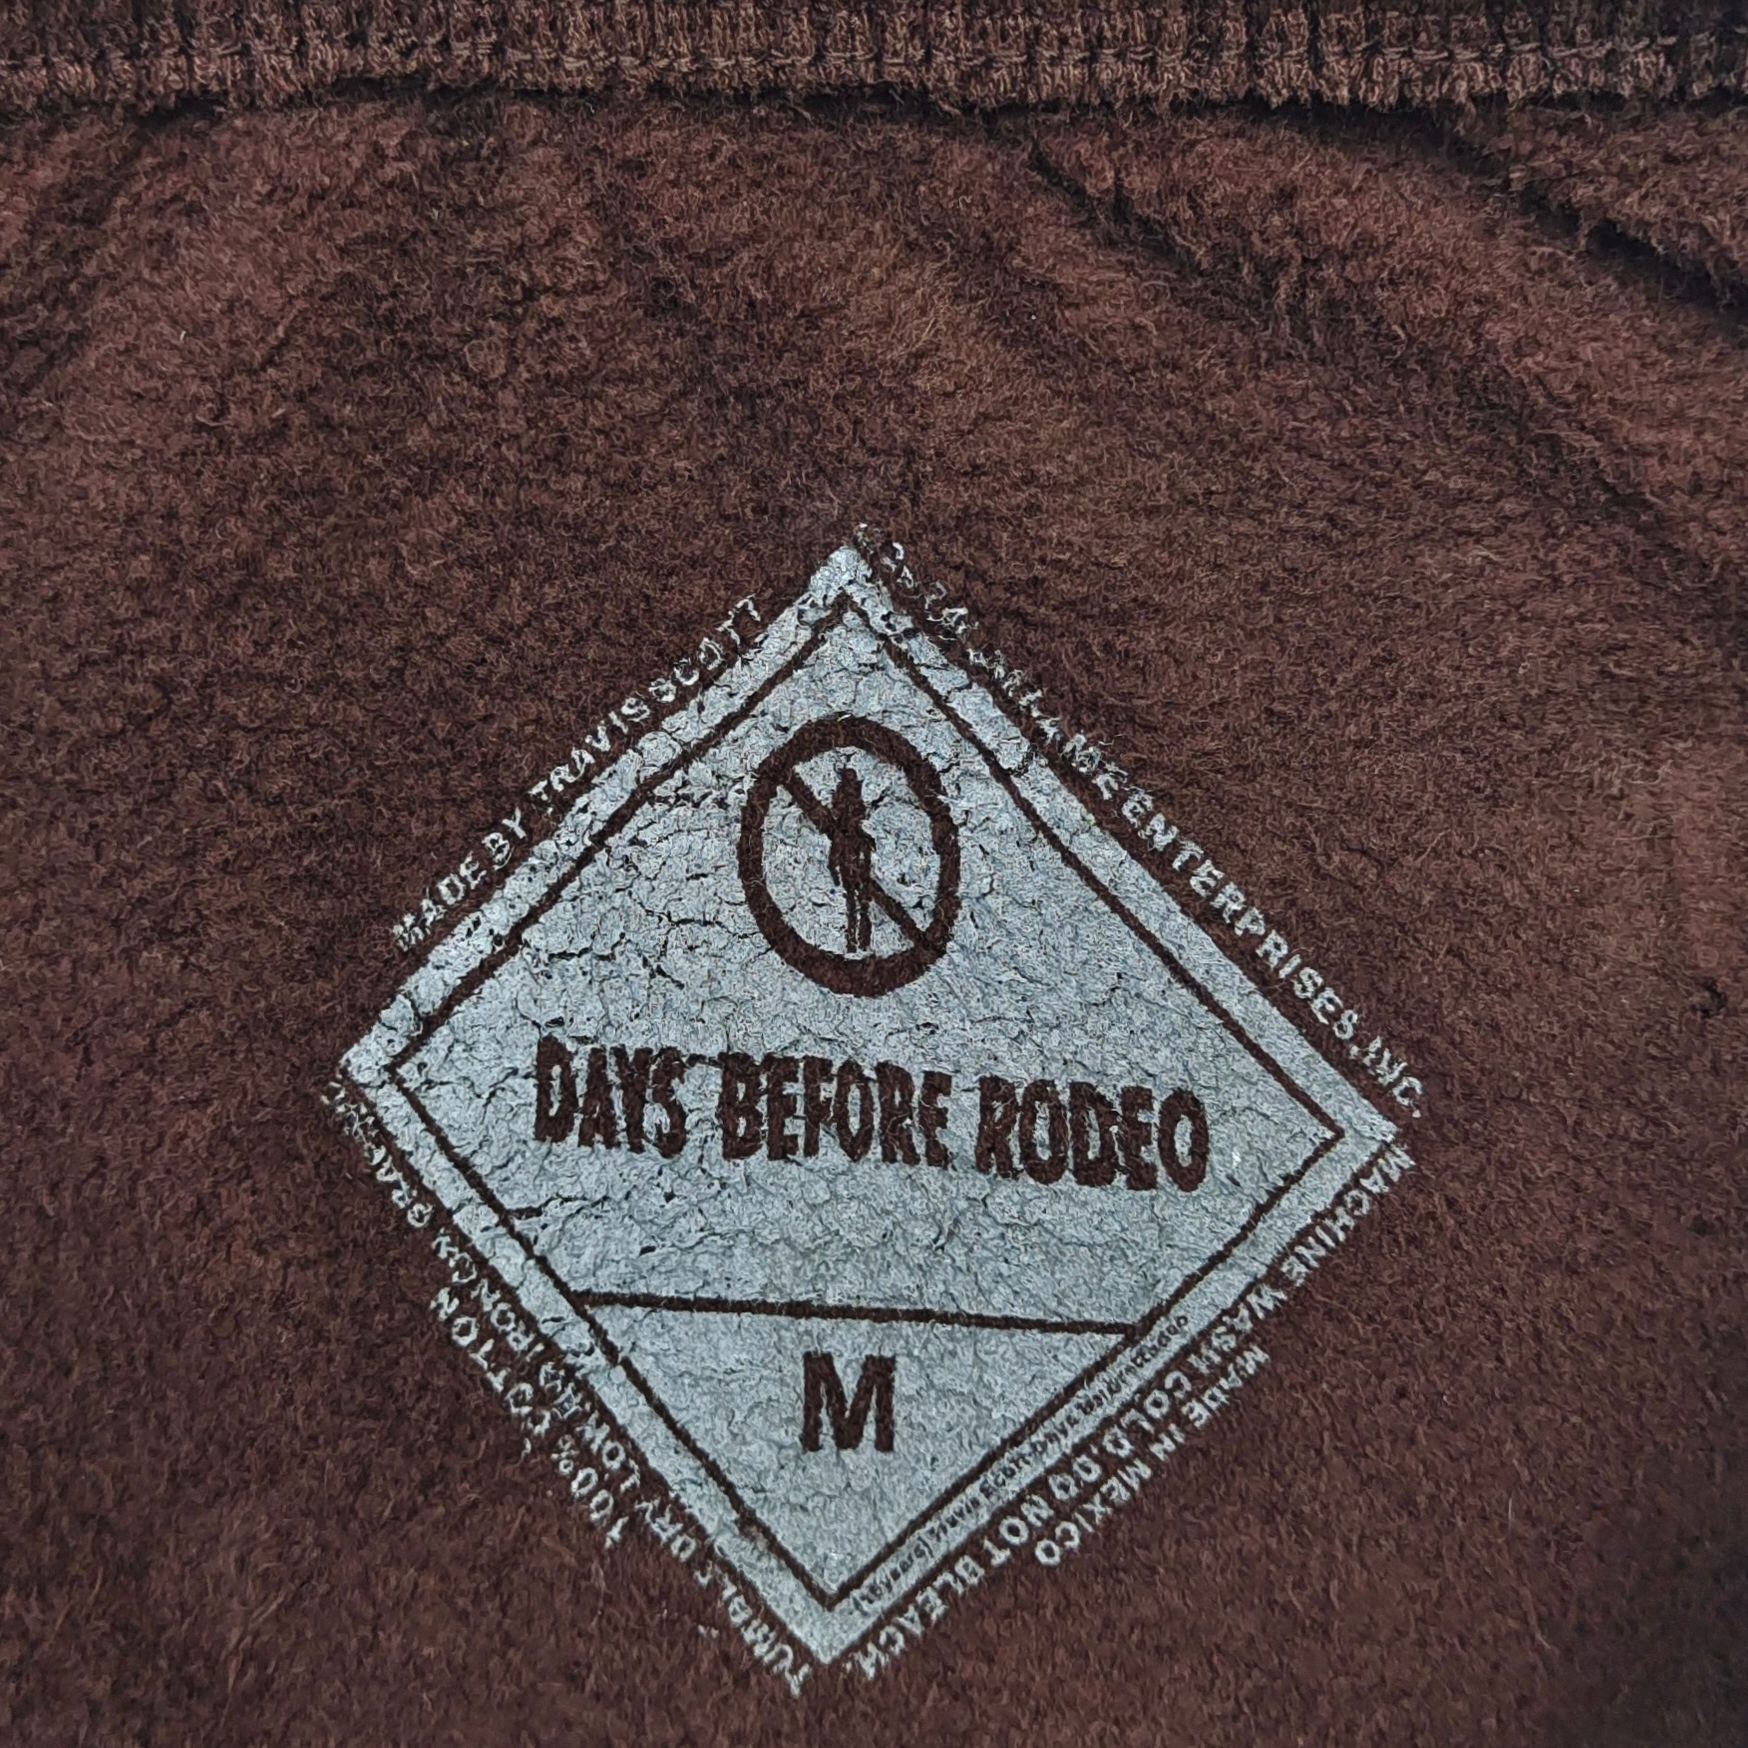 MADE BY TRAVIS SCOTT
ENTERPRISES, INC.
DAYS BEFORE RODEO
M
MACHINE WASH COLD, DO NOT BLEACH,
MADE IN MEXICO
TUMBLE DRY LOW HEAT, IRON
100% COTTON